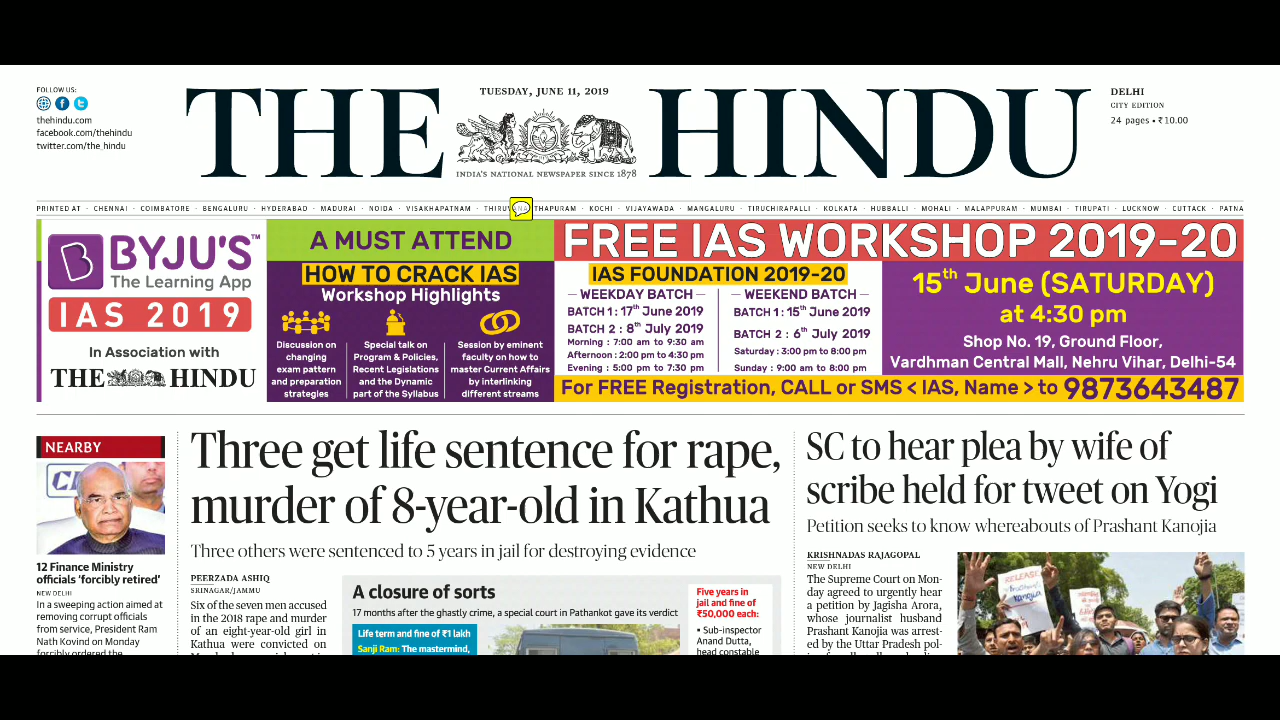 FOLLOW US:
thehindu.com
facebook.com/thehindu
twitter.com/the_hindu
THE HINDU
TUESDAY, JUNE 11, 2019
INDIA'S NATIONAL NEWSPAPER SINCE 1878
DELHI
CITY EDITION
24 pages • ₹10.00
PRINTED AT · CHENNAI · COIMBATORE · BENGALURU · HYDERABAD · MADURAI · NOIDA · VISAKHAPATNAM · THIRUVANANTHAPURAM · KOCHI · VIJAYAWADA · MANGALURU · TIRUCHIRAPALLI · KOLKATA · HUBBALLI · MOHALI · MALAPPURAM · MUMBAI · TIRUPATI · LUCKNOW · CUTTACK · PATNA
BYJU'S™
The Learning App
IAS 2019
In Association with
THE HINDU
A MUST ATTEND
HOW TO CRACK IAS
Workshop Highlights
Discussion on
changing
exam pattern
and preparation
strategies
Special talk on
Program & Policies,
Recent Legislations
and the Dynamic
part of the Syllabus
Session by eminent
faculty on how to
master Current Affairs
by interlinking
different streams
FREE IAS WORKSHOP 2019-20
IAS FOUNDATION 2019-20
WEEKDAY BATCH
BATCH 1 : 17th June 2019
BATCH 2 : 8th July 2019
Morning : 7:00 am to 9:30 am
Afternoon : 2:00 pm to 4:30 pm
Evening : 5:00 pm to 7:30 pm
WEEKEND BATCH
BATCH 1 : 15th June 2019
BATCH 2 : 6th July 2019
Saturday : 3:00 pm to 8:00 pm
Sunday : 9:00 am to 8:00 pm
15th June (SATURDAY)
at 4:30 pm
Shop No. 19, Ground Floor,
Vardhman Central Mall, Nehru Vihar, Delhi-54
For FREE Registration, CALL or SMS < IAS, Name > to 9873643487
NEARBY
12 Finance Ministry
officials ‘forcibly retired’
NEW DELHI
In a sweeping action aimed at
removing corrupt officials
from service, President Ram
Nath Kovind on Monday
forcibly ordered the
Three get life sentence for rape,
murder of 8-year-old in Kathua
Three others were sentenced to 5 years in jail for destroying evidence
PEERZADA ASHIQ
SRINAGAR/JAMMU
Six of the seven men accused
in the 2018 rape and murder
of an eight-year-old girl in
Kathua were convicted on
A closure of sorts
17 months after the ghastly crime, a special court in Pathankot gave its verdict
Life term and fine of ₹1 lakh
Sanji Ram: The mastermind,
Five years in
jail and fine of
₹50,000 each:
▪ Sub-inspector
Anand Dutta,
head constable
SC to hear plea by wife of
scribe held for tweet on Yogi
Petition seeks to know whereabouts of Prashant Kanojia
KRISHNADAS RAJAGOPAL
NEW DELHI
The Supreme Court on Mon-
day agreed to urgently hear
a petition by Jagisha Arora,
whose journalist husband
Prashant Kanojia was arrest-
ed by the Uttar Pradesh pol-
RELEASE
Kanojia